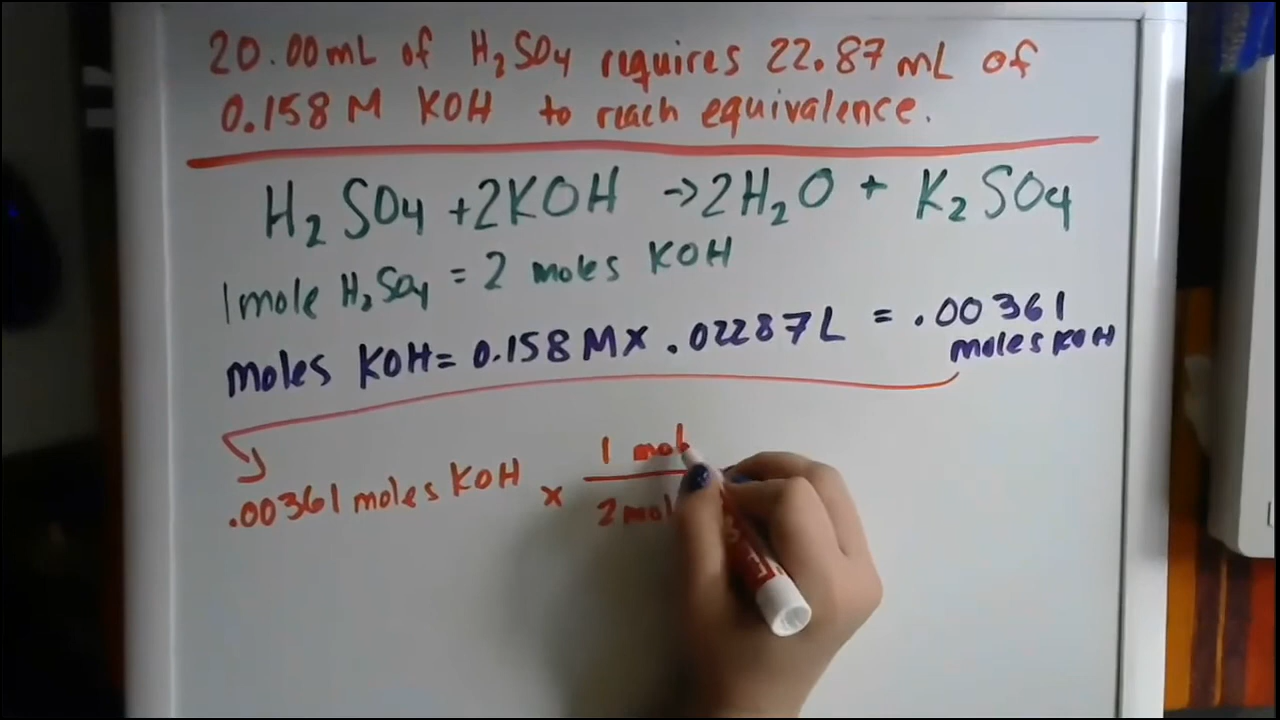 20.00mL of H₂SO₄ requires 22.87 mL of
0.158 M KOH to reach equivalence.
H₂SO₄ + 2KOH → 2H₂O + K₂SO₄
1 mole H₂SO₄ = 2 moles KOH
moles KOH = 0.158 M x .02287 L = .00361
moles KOH
1 mol
.00361 moles KOH x
2 mol